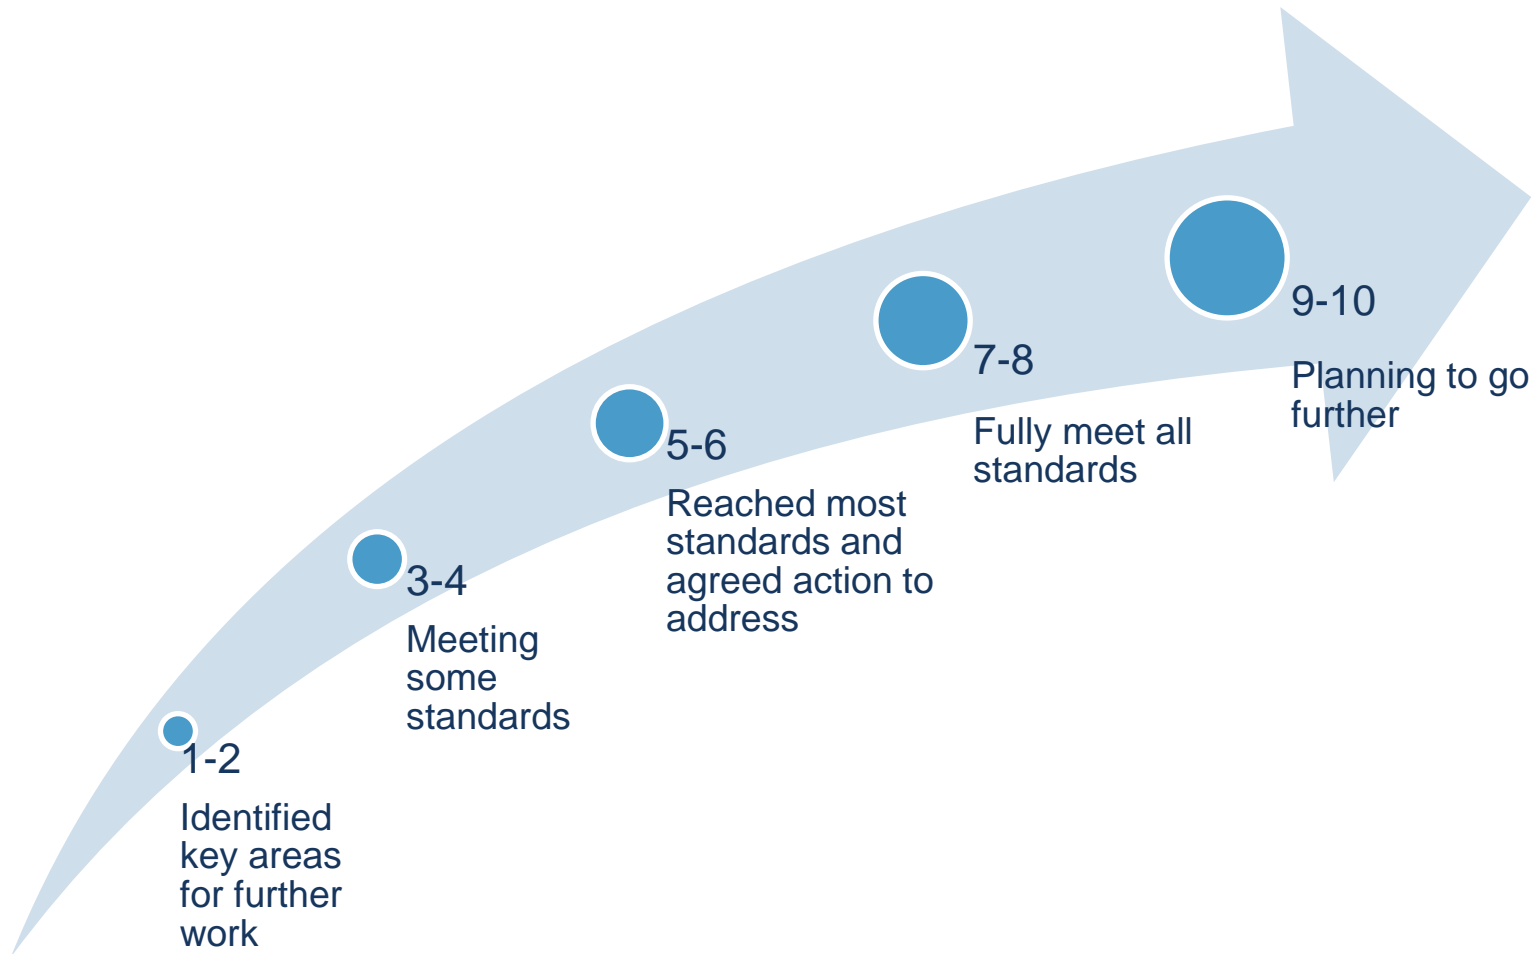 1-2
Identified
key areas
for further
work
3-4
Meeting
some
standards
5-6
Reached most
standards and
agreed action to
address
7-8
Fully meet all
standards
9-10
Planning to go
further